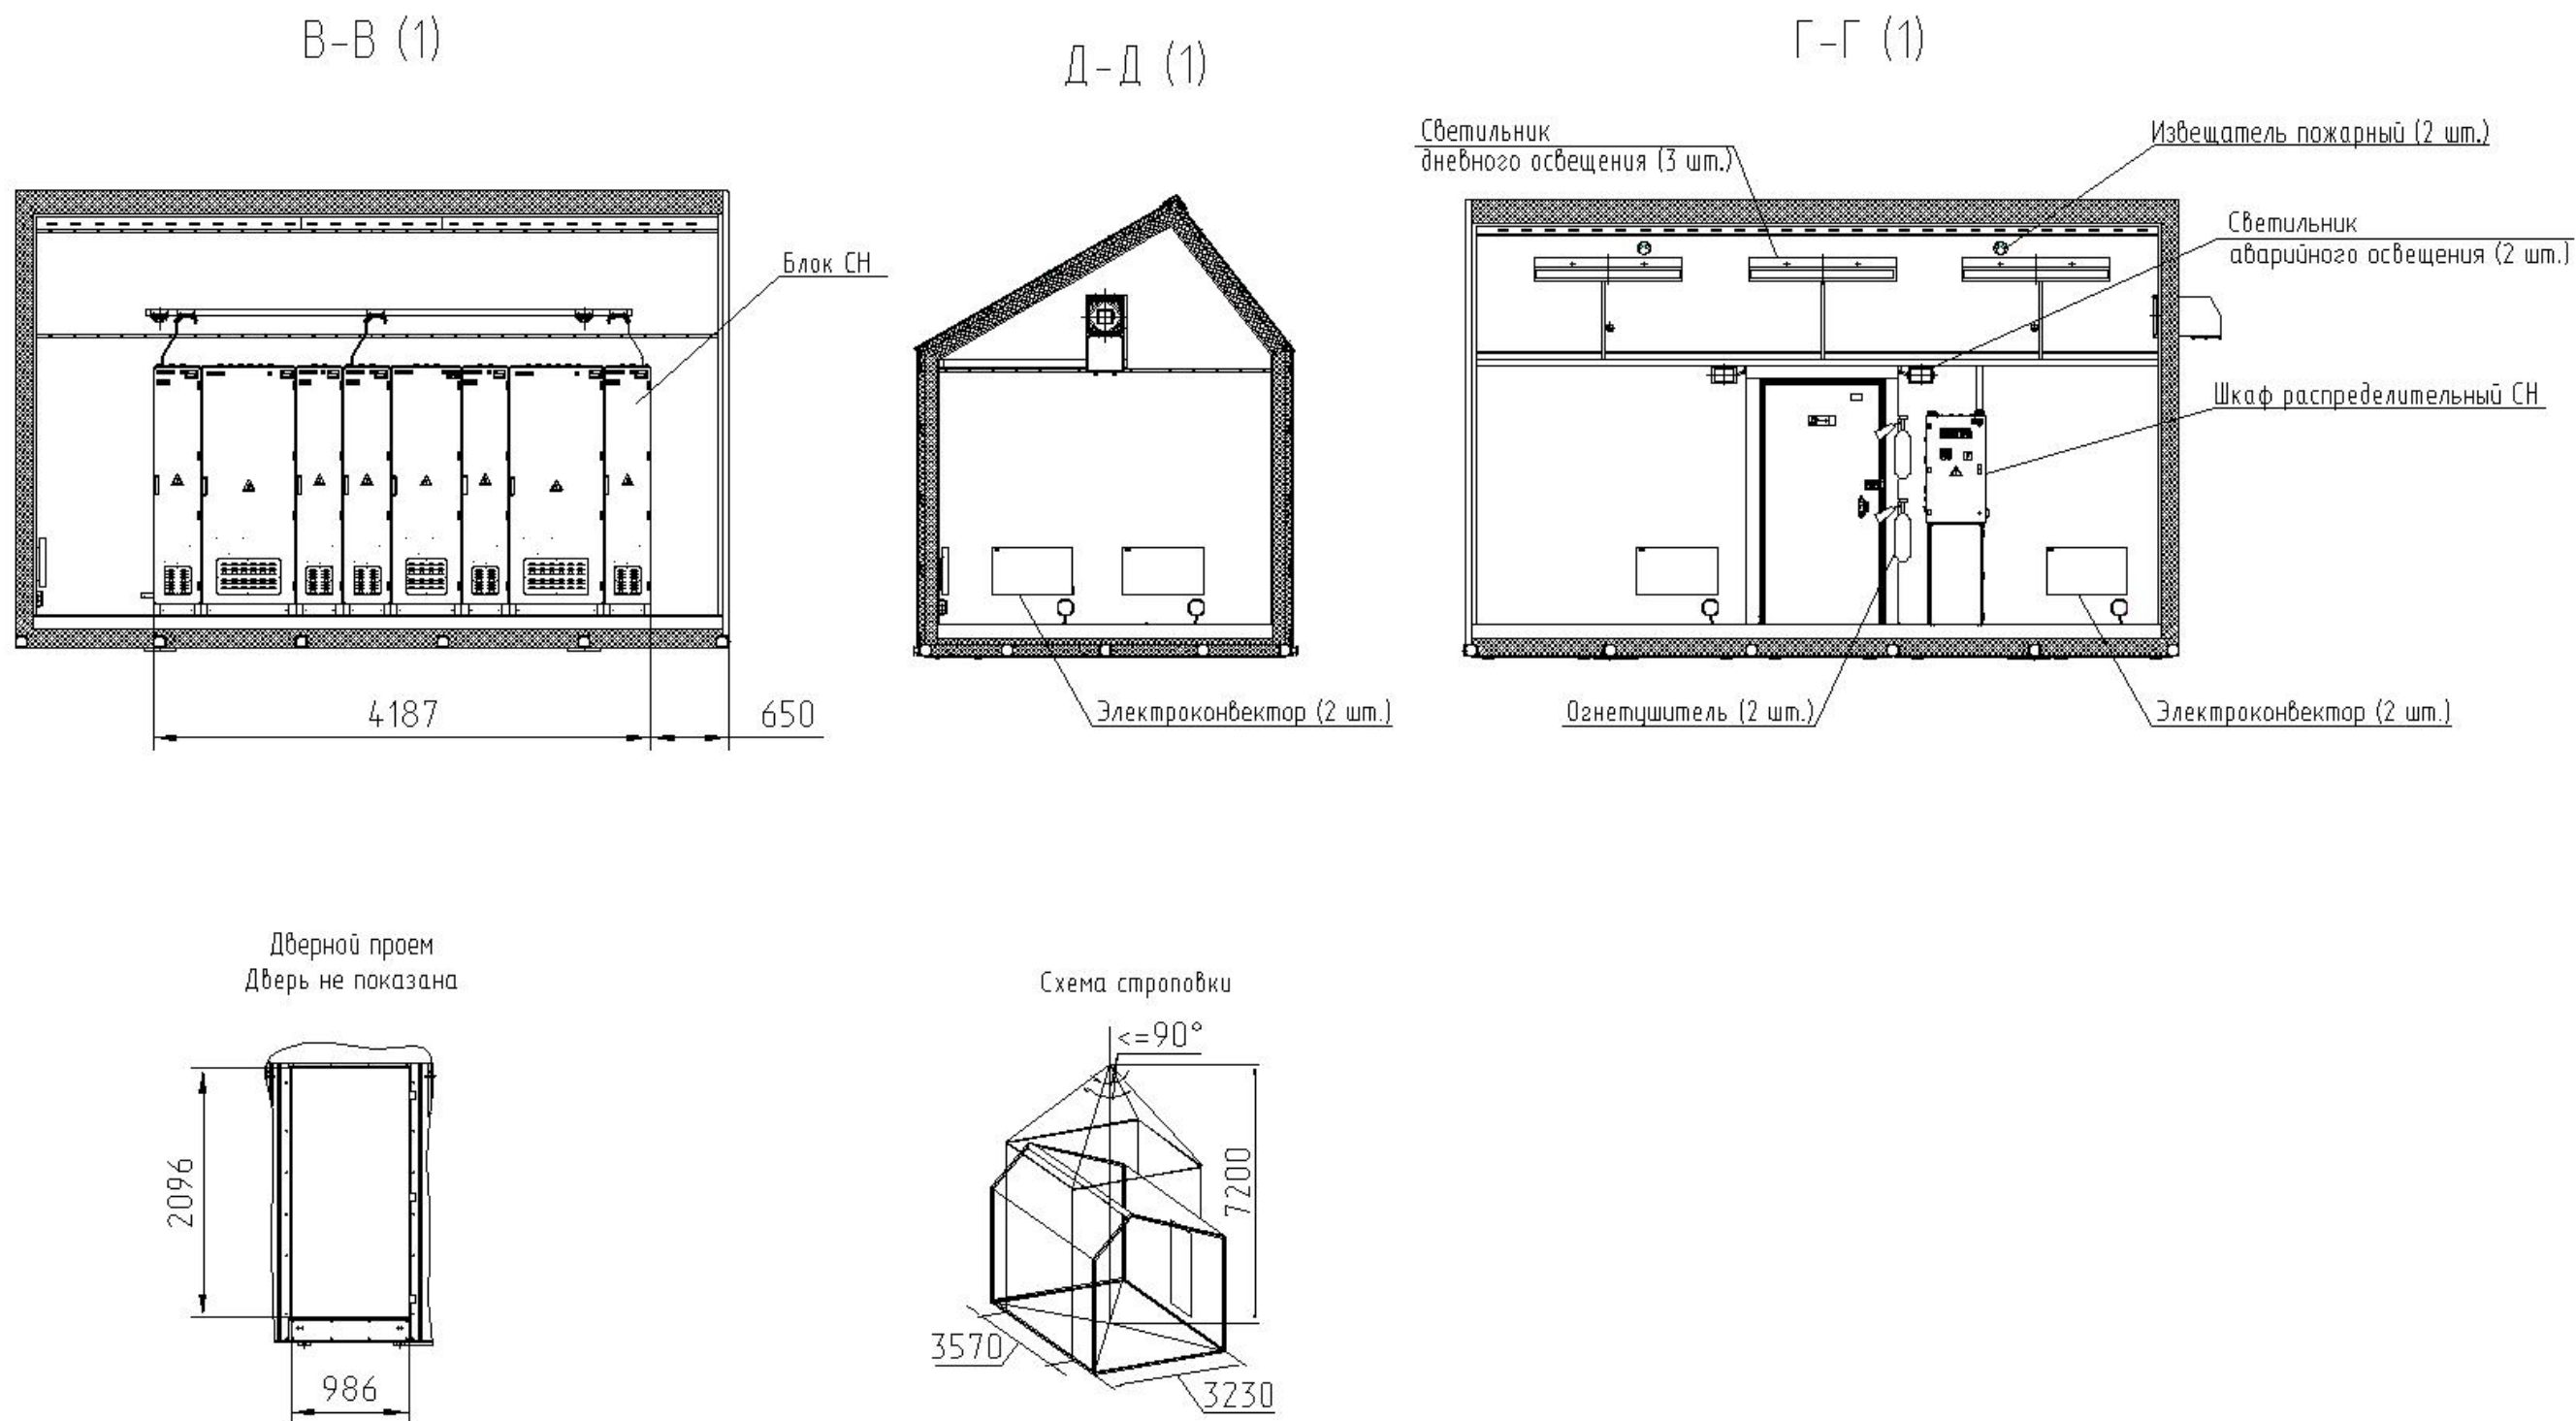 В-В (1)
Д-Д (1)
Г-Г (1)
Светильник
дневного освещения (3 шт.)
Извещатель пожарный (2 шт.)
Светильник
аварийного освещения (2 шт.)
Блок СН
Шкаф распределительный СН
4187
650
Электроконвектор (2 шт.)
Огнетушитель (2 шт.)
Электроконвектор (2 шт.)
Дверной проем
Дверь не показана
2096
986
Схема строповки
<=90°
7200
3570
3230